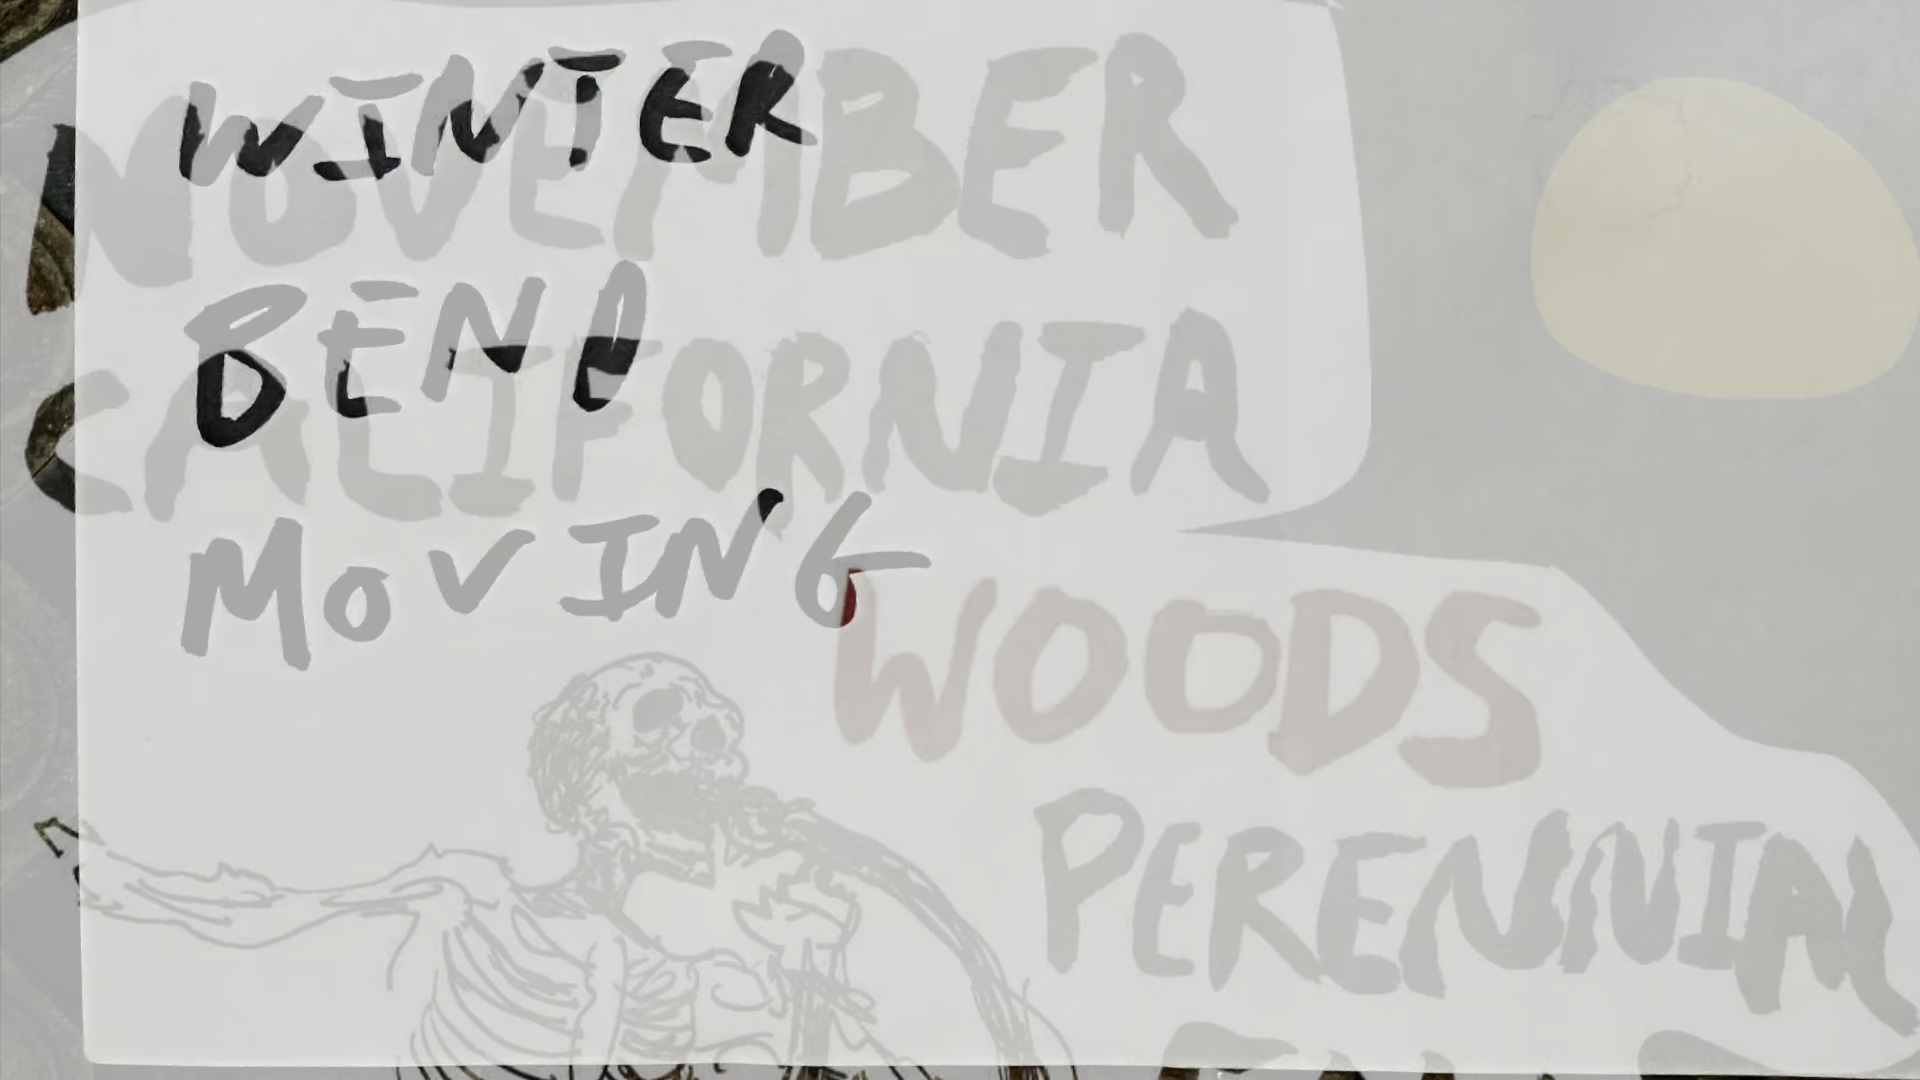 WINTER
NOVEMBER
BEND
CALIFORNIA
MOVING
WOODS
PERENNIAL